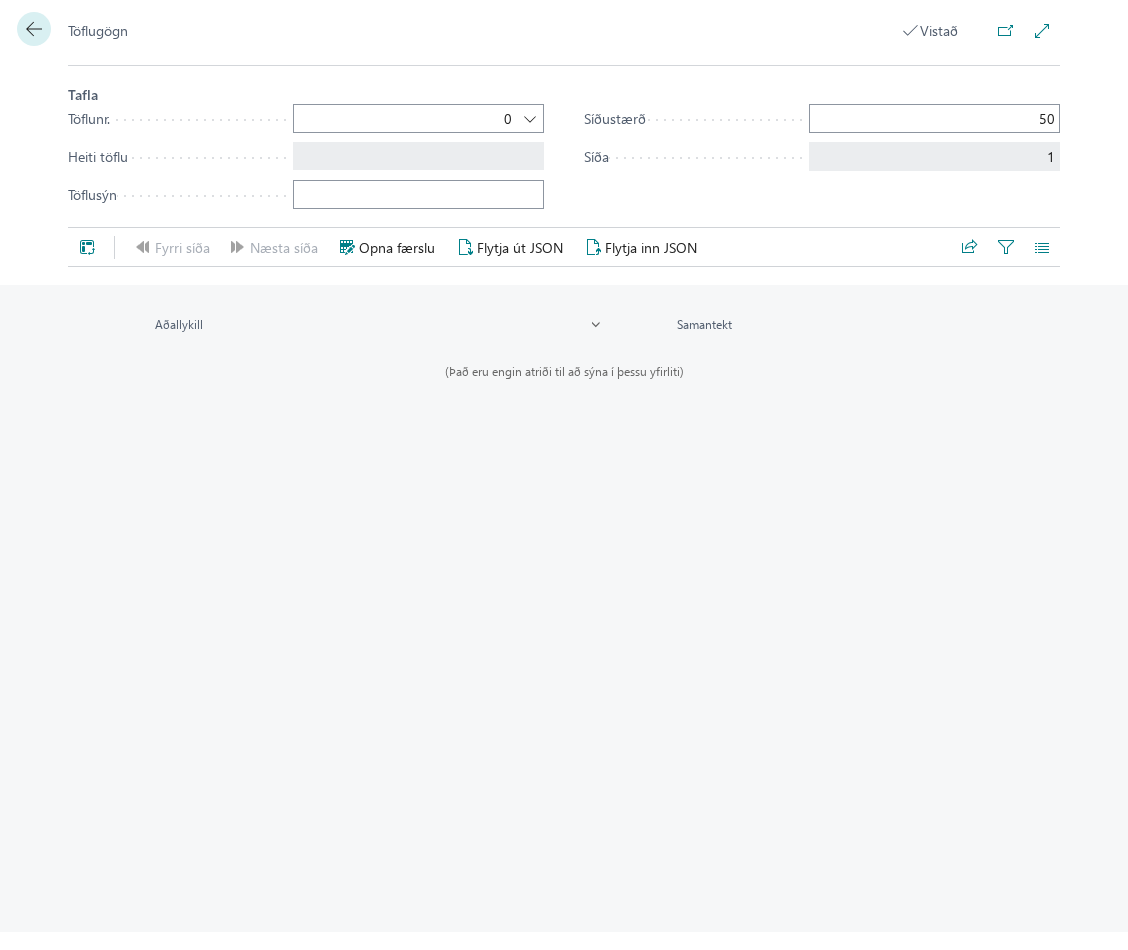 Töflugögn
Vistað
Tafla
Töflunr.
0
Síðustærð
50
Heiti töflu
Síða
1
Töflusýn
Fyrri síða
Næsta síða
Opna færslu
Flytja út JSON
Flytja inn JSON
Aðallykill
Samantekt
(Það eru engin atriði til að sýna í þessu yfirliti)